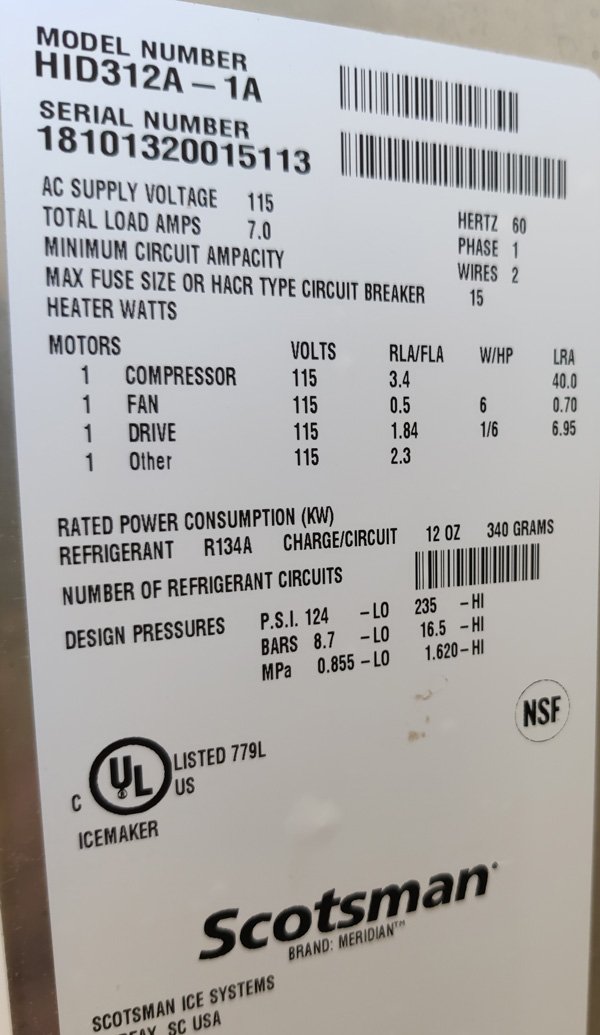 MODEL NUMBER
HID312A – 1A
SERIAL NUMBER
18101320015113
AC SUPPLY VOLTAGE 115 HERTZ 60
TOTAL LOAD AMPS 7.0 PHASE 1
MINIMUM CIRCUIT AMPACITY WIRES 2
MAX FUSE SIZE OR HACR TYPE CIRCUIT BREAKER 15
HEATER WATTS
MOTORS VOLTS RLA/FLA W/HP LRA
1 COMPRESSOR 115 3.4 40.0
1 FAN 115 0.5 6 0.70
1 DRIVE 115 1.84 1/6 6.95
1 Other 115 2.3
RATED POWER CONSUMPTION (KW)
REFRIGERANT R134A CHARGE/CIRCUIT 12 OZ 340 GRAMS
NUMBER OF REFRIGERANT CIRCUITS
DESIGN PRESSURES P.S.I. 124 – LO 235 – HI
BARS 8.7 – LO 16.5 – HI
MPa 0.855 – LO 1.620 – HI
NSF
C UL US LISTED 779L
ICEMAKER
Scotsman
BRAND: MERIDIAN™
SCOTSMAN ICE SYSTEMS
SC USA